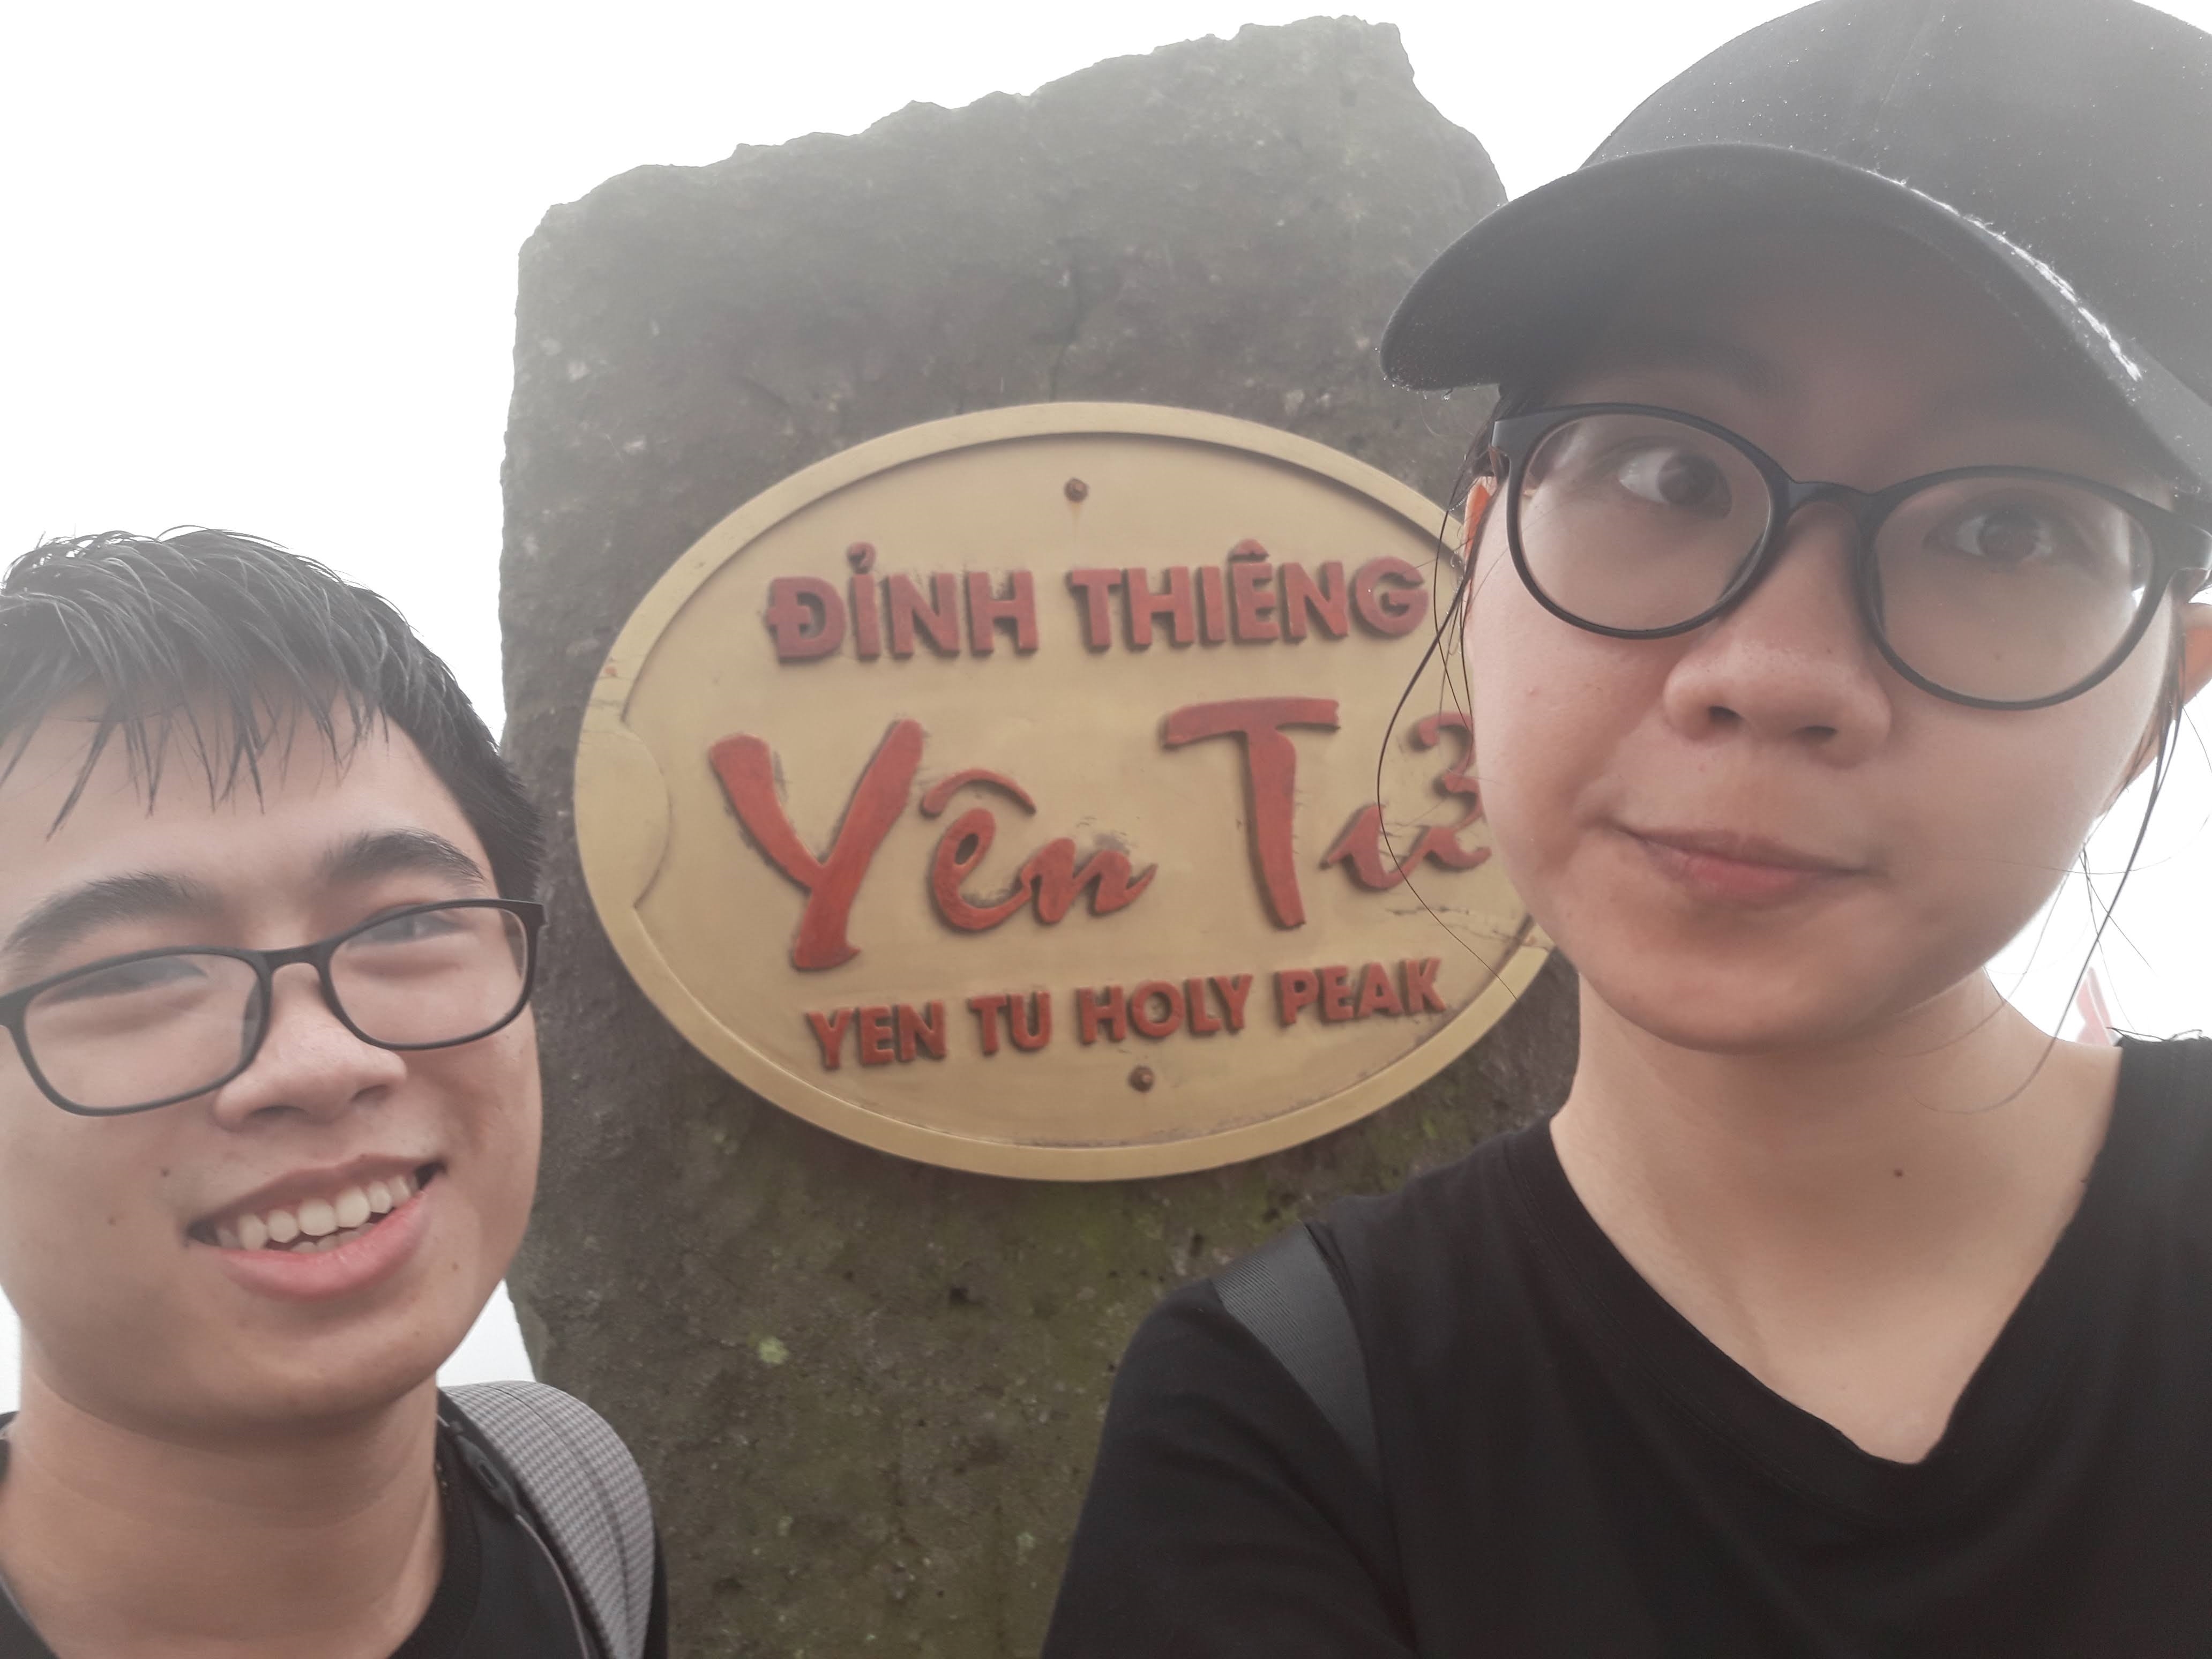 ĐỈNH THIÊNG
Yên Tử
YEN TU HOLY PEAK